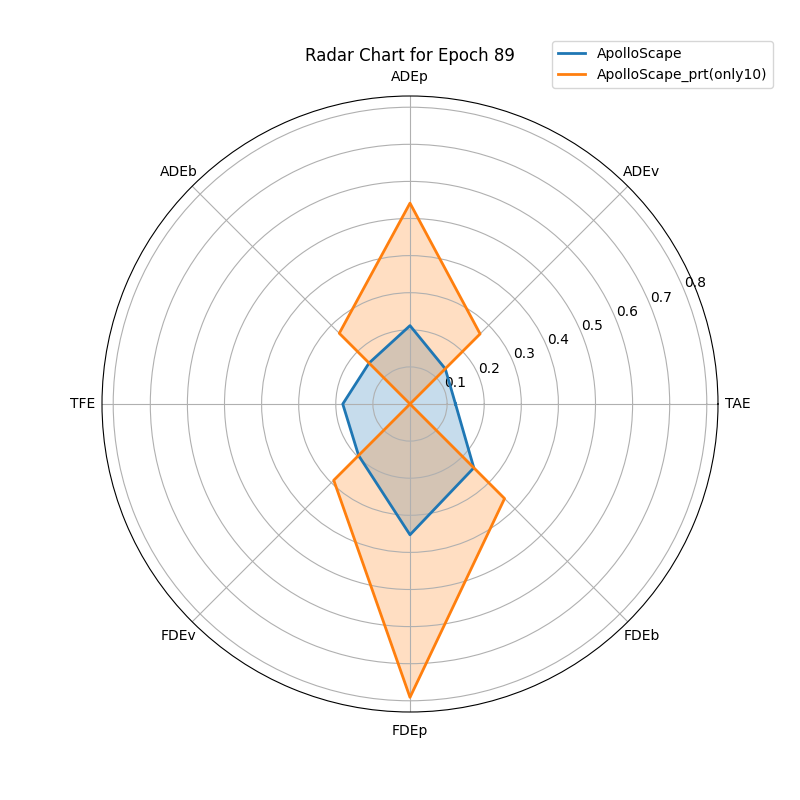 Radar Chart for Epoch 89
ApolloScape
ApolloScape_prt(only10)
ADEp
ADEb
ADEv
0.8
0.7
0.6
0.5
0.4
0.3
0.2
0.1
TFE
TAE
FDEv
FDEb
FDEp